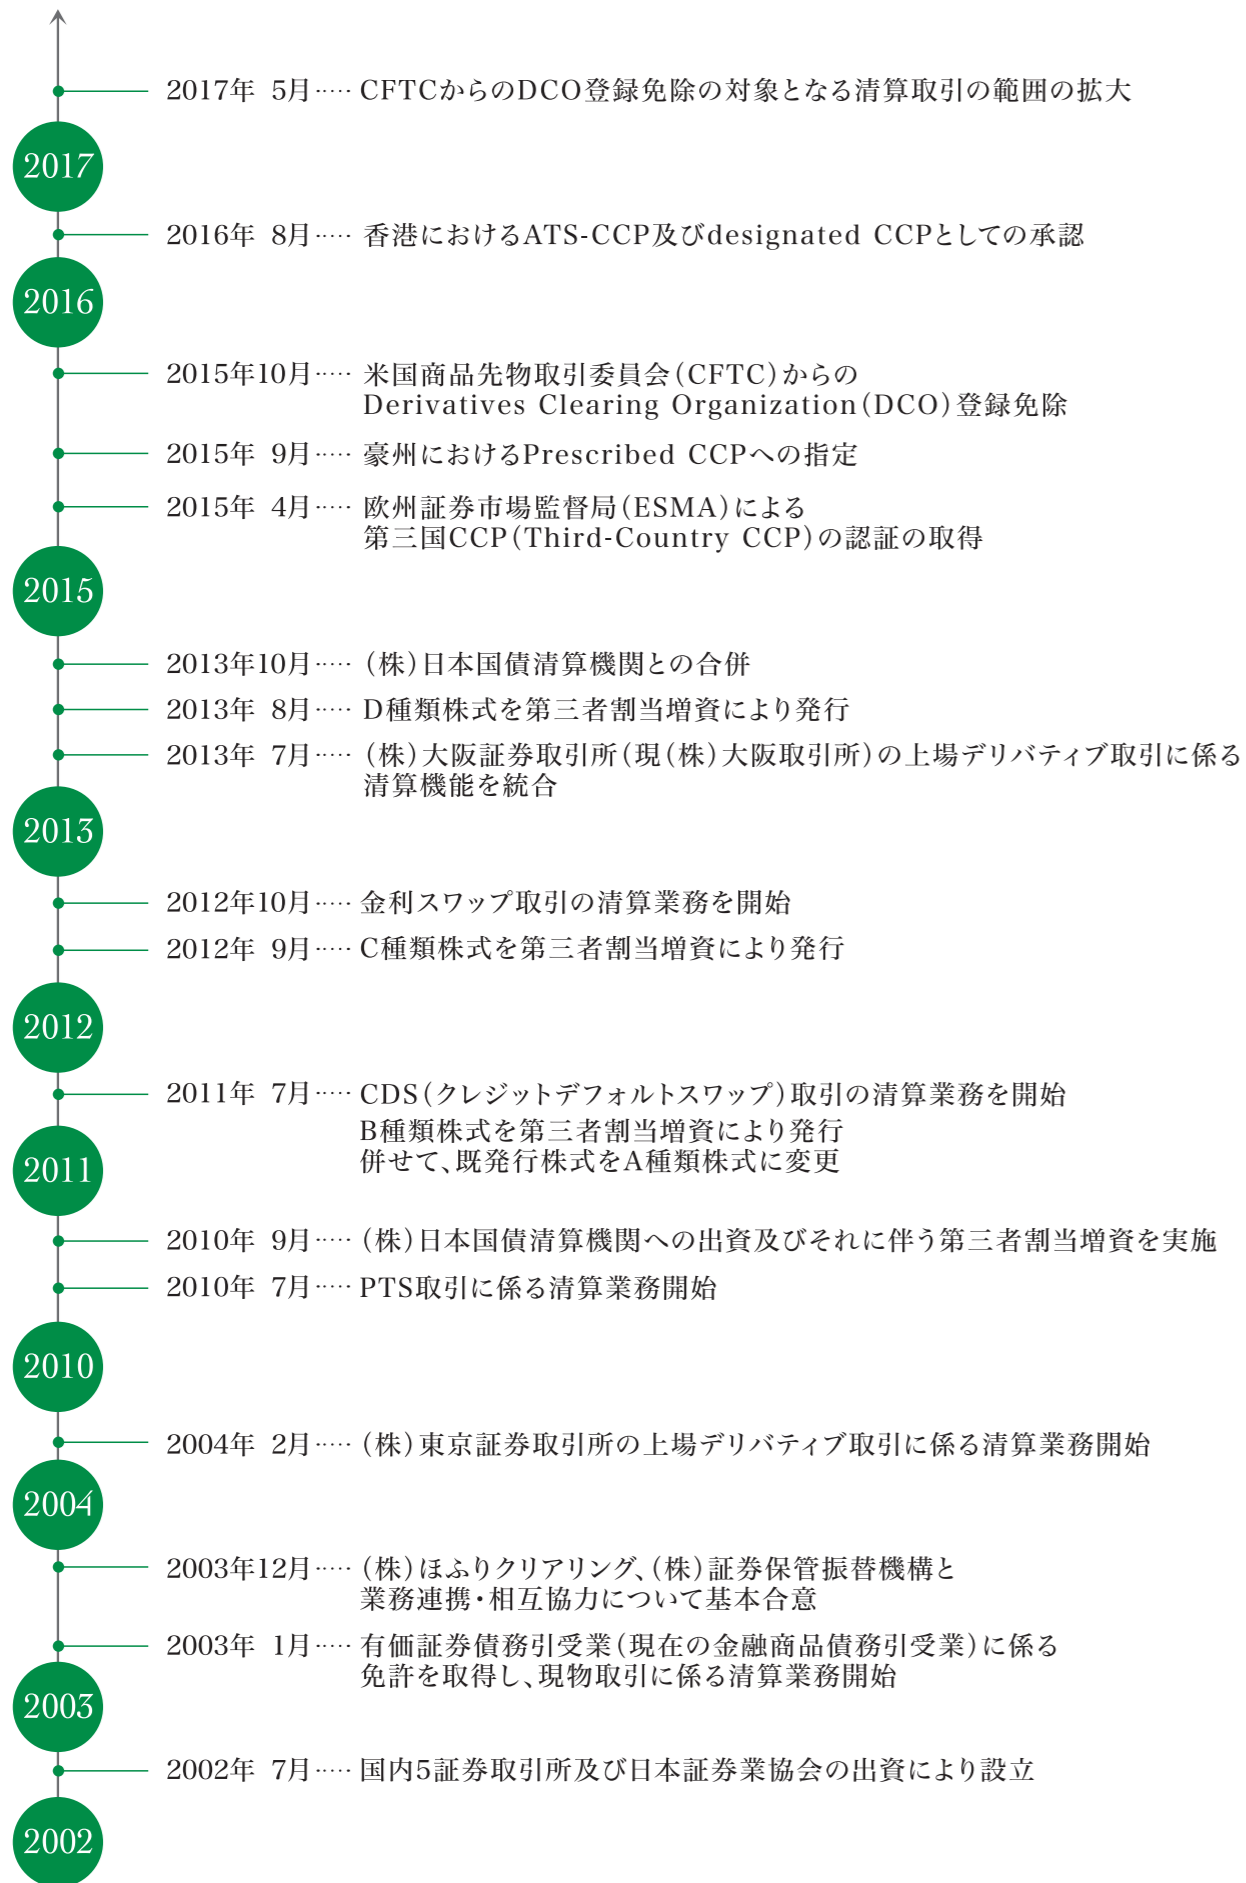 2017年 5月‥‥‥CFTCからのDCO登録免除の対象となる清算取引の範囲の拡大
2017
2016年 8月‥‥‥香港におけるATS-CCP及びdesignated CCPとしての承認
2016
2015年10月‥‥‥米国商品先物取引委員会（CFTC）からの
Derivatives Clearing Organization（DCO）登録免除
2015年 9月‥‥‥豪州におけるPrescribed CCPへの指定
2015年 4月‥‥‥欧州証券市場監督局（ESMA）による
第三国CCP（Third-Country CCP）の認証の取得
2015
2013年10月‥‥‥（株）日本国債清算機関との合併
2013年 8月‥‥‥D種類株式を第三者割当増資により発行
2013年 7月‥‥‥（株）大阪証券取引所（現（株）大阪取引所）の上場デリバティブ取引に係る
清算機能を統合
2013
2012年10月‥‥‥金利スワップ取引の清算業務を開始
2012年 9月‥‥‥C種類株式を第三者割当増資により発行
2012
2011年 7月‥‥‥CDS（クレジットデフォルトスワップ）取引の清算業務を開始
B種類株式を第三者割当増資により発行
併せて、既発行株式をA種類株式に変更
2011
2010年 9月‥‥‥（株）日本国債清算機関への出資及びそれに伴う第三者割当増資を実施
2010年 7月‥‥‥PTS取引に係る清算業務開始
2010
2004年 2月‥‥‥（株）東京証券取引所の上場デリバティブ取引に係る清算業務開始
2004
2003年12月‥‥‥（株）ほふりクリアリング、（株）証券保管振替機構と
業務連携・相互協力について基本合意
2003年 1月‥‥‥有価証券債務引受業（現在の金融商品債務引受業）に係る
免許を取得し、現物取引に係る清算業務開始
2003
2002年 7月‥‥‥国内5証券取引所及び日本証券業協会の出資により設立
2002